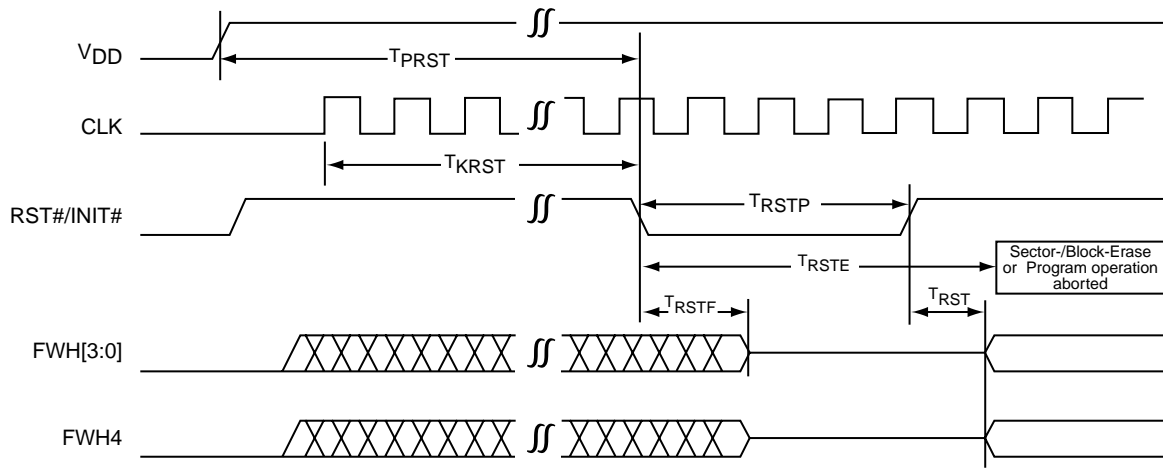 VDD
TPRST
CLK
TKRST
RST#/INIT#
TRSTP
TRSTE
Sector-/Block-Erase
or Program operation
aborted
TRSTF
TRST
FWH[3:0]
FWH4